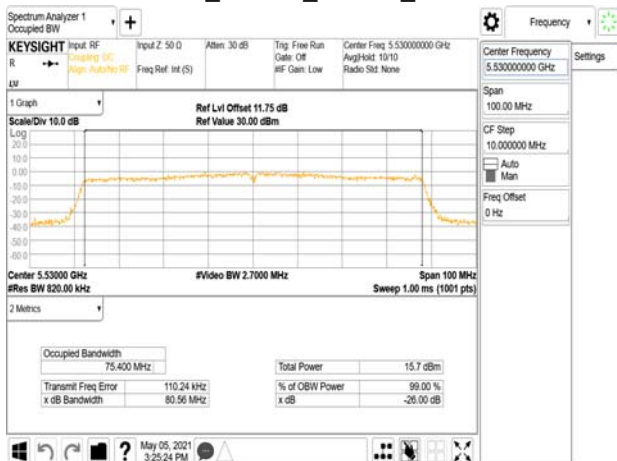 Spectrum Analyzer 1
Occupied BW
Frequency
KEYSIGHT
Input: RF
Coupling: DC
Align: Auto/No RF
Input Z: 50 Ω
Freq Ref: Int (S)
Atten: 30 dB
Trig: Free Run
Gate: Off
#IF Gain: Low
Center Freq: 5.530000000 GHz
Avg|Hold: 10/10
Radio Std: None
R
LXI
Center Frequency
5.530000000 GHz
Settings
Span
100.00 MHz
CF Step
10.000000 MHz
Auto
Man
Freq Offset
0 Hz
1 Graph
Scale/Div 10.0 dB
Ref Lvl Offset 11.75 dB
Ref Value 30.00 dBm
Log
20.0
10.0
0.00
-10.0
-20.0
-30.0
-40.0
-50.0
-60.0
Center 5.53000 GHz
#Res BW 820.00 kHz
#Video BW 2.7000 MHz
Span 100 MHz
Sweep 1.00 ms (1001 pts)
2 Metrics
Occupied Bandwidth
75.400 MHz
Transmit Freq Error 110.24 kHz
x dB Bandwidth 80.56 MHz
Total Power 15.7 dBm
% of OBW Power 99.00 %
x dB -26.00 dB
?
May 05, 2021
3:25:24 PM